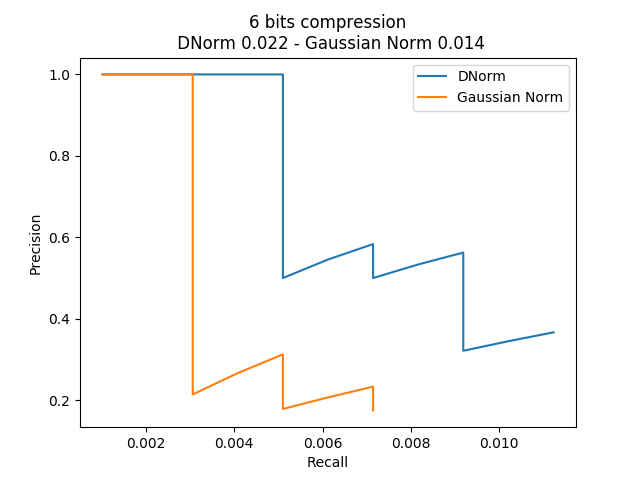 6 bits compression
DNorm 0.022 - Gaussian Norm 0.014
DNorm
Gaussian Norm
1.0
0.8
0.6
0.4
0.2
Precision
0.002
0.004
0.006
0.008
0.010
Recall